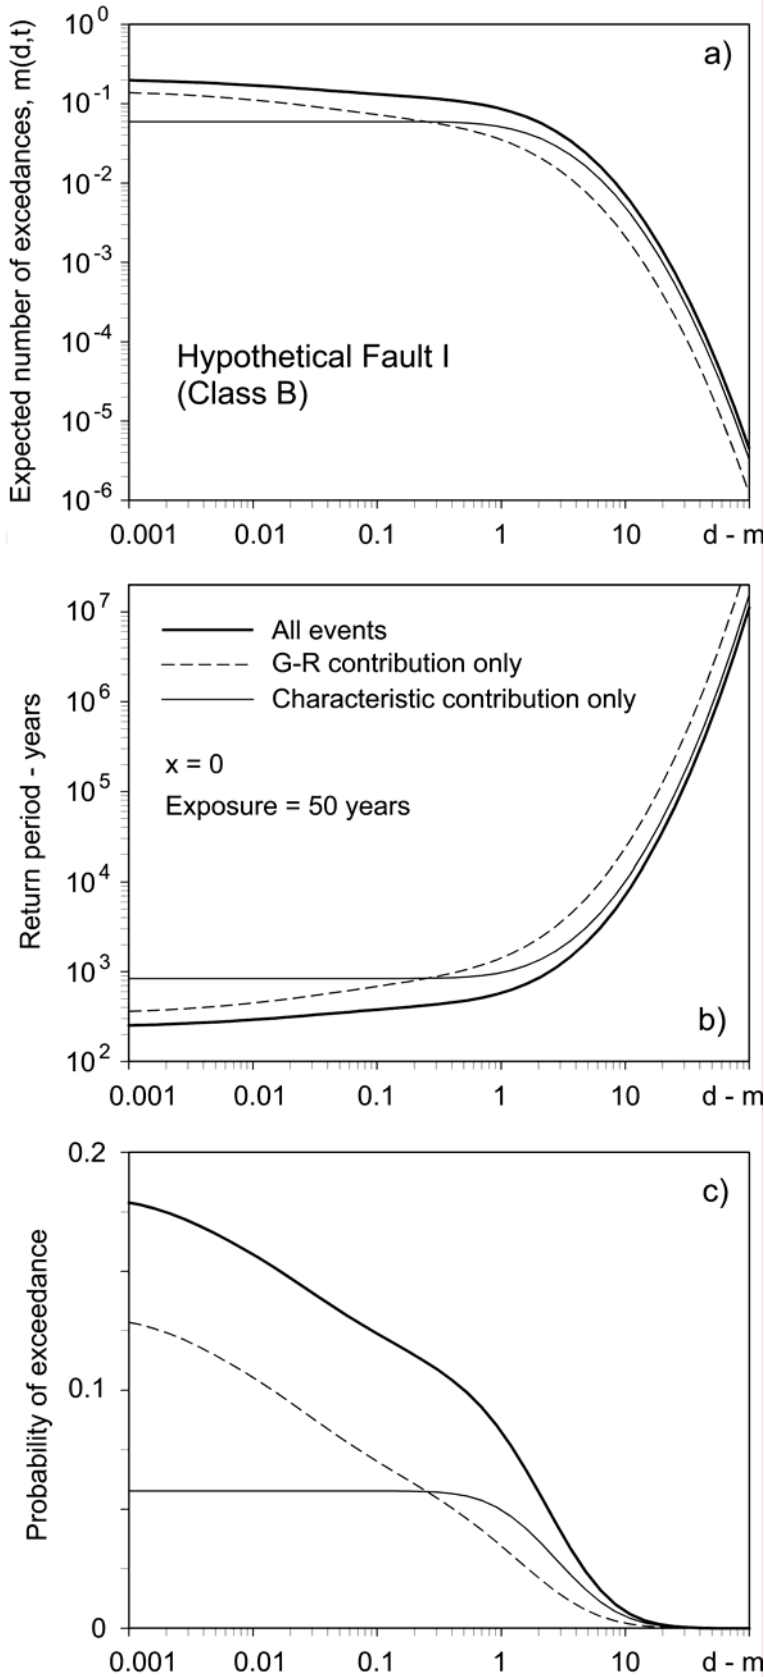 Expected number of excedances, m(d,t)
10^0
10^-1
10^-2
10^-3
10^-4
10^-5
10^-6
a)
Hypothetical Fault I
(Class B)
0.001 0.01 0.1 1 10 d - m
Return period - years
10^7
10^6
10^5
10^4
10^3
10^2
All events
G-R contribution only
Characteristic contribution only
x = 0
Exposure = 50 years
b)
0.001 0.01 0.1 1 10 d - m
Probability of exceedance
0.2
0.1
0
c)
0.001 0.01 0.1 1 10 d - m